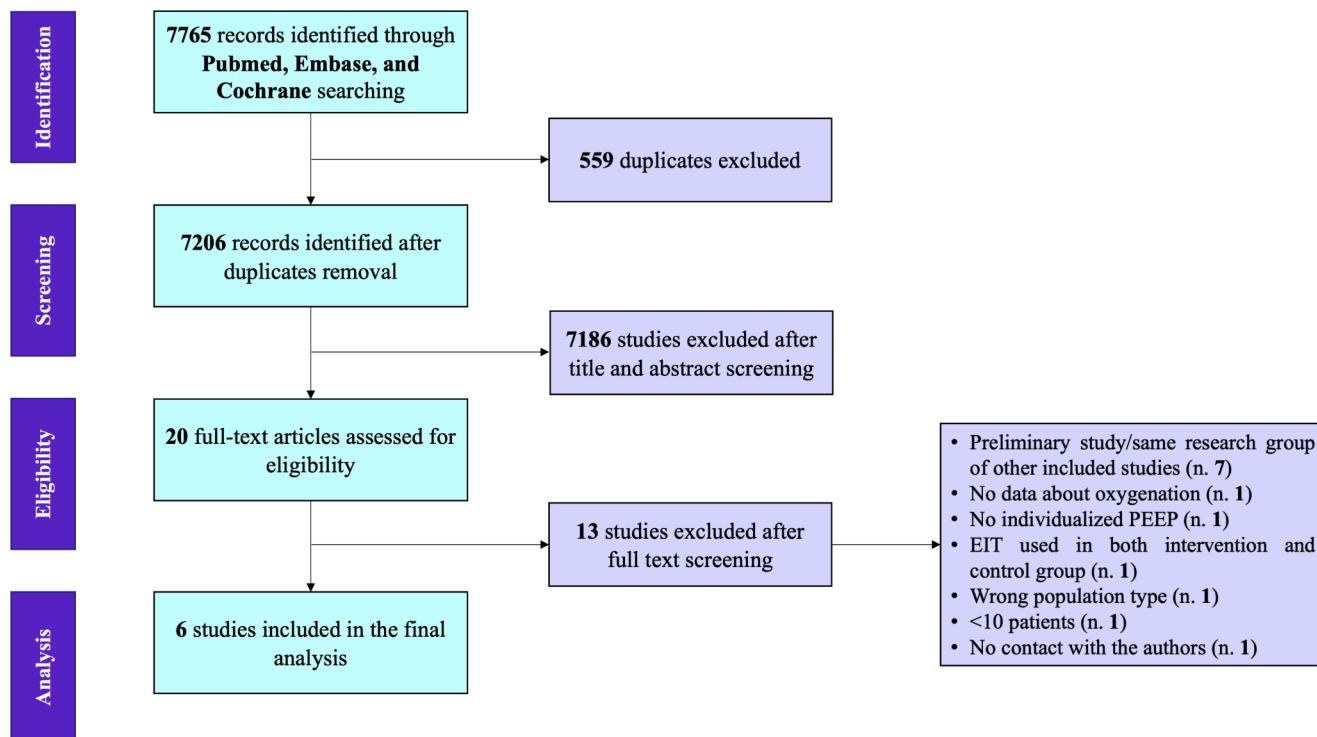 Identification
7765 records identified through
Pubmed, Embase, and
Cochrane searching
559 duplicates excluded
Screening
7206 records identified after
duplicates removal
7186 studies excluded after
title and abstract screening
Eligibility
20 full-text articles assessed for
eligibility
13 studies excluded after
full text screening
• Preliminary study/same research group
of other included studies (n. 7)
• No data about oxygenation (n. 1)
• No individualized PEEP (n. 1)
• EIT used in both intervention and
control group (n. 1)
• Wrong population type (n. 1)
• <10 patients (n. 1)
• No contact with the authors (n. 1)
Analysis
6 studies included in the final
analysis